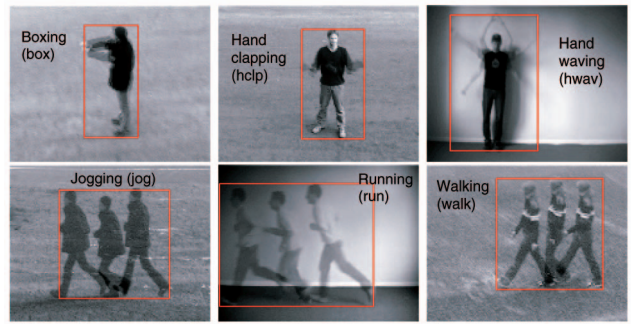 Boxing
(box)
Hand
clapping
(hclp)
Hand
waving
(hwav)
Jogging (jog)
Running
(run)
Walking
(walk)